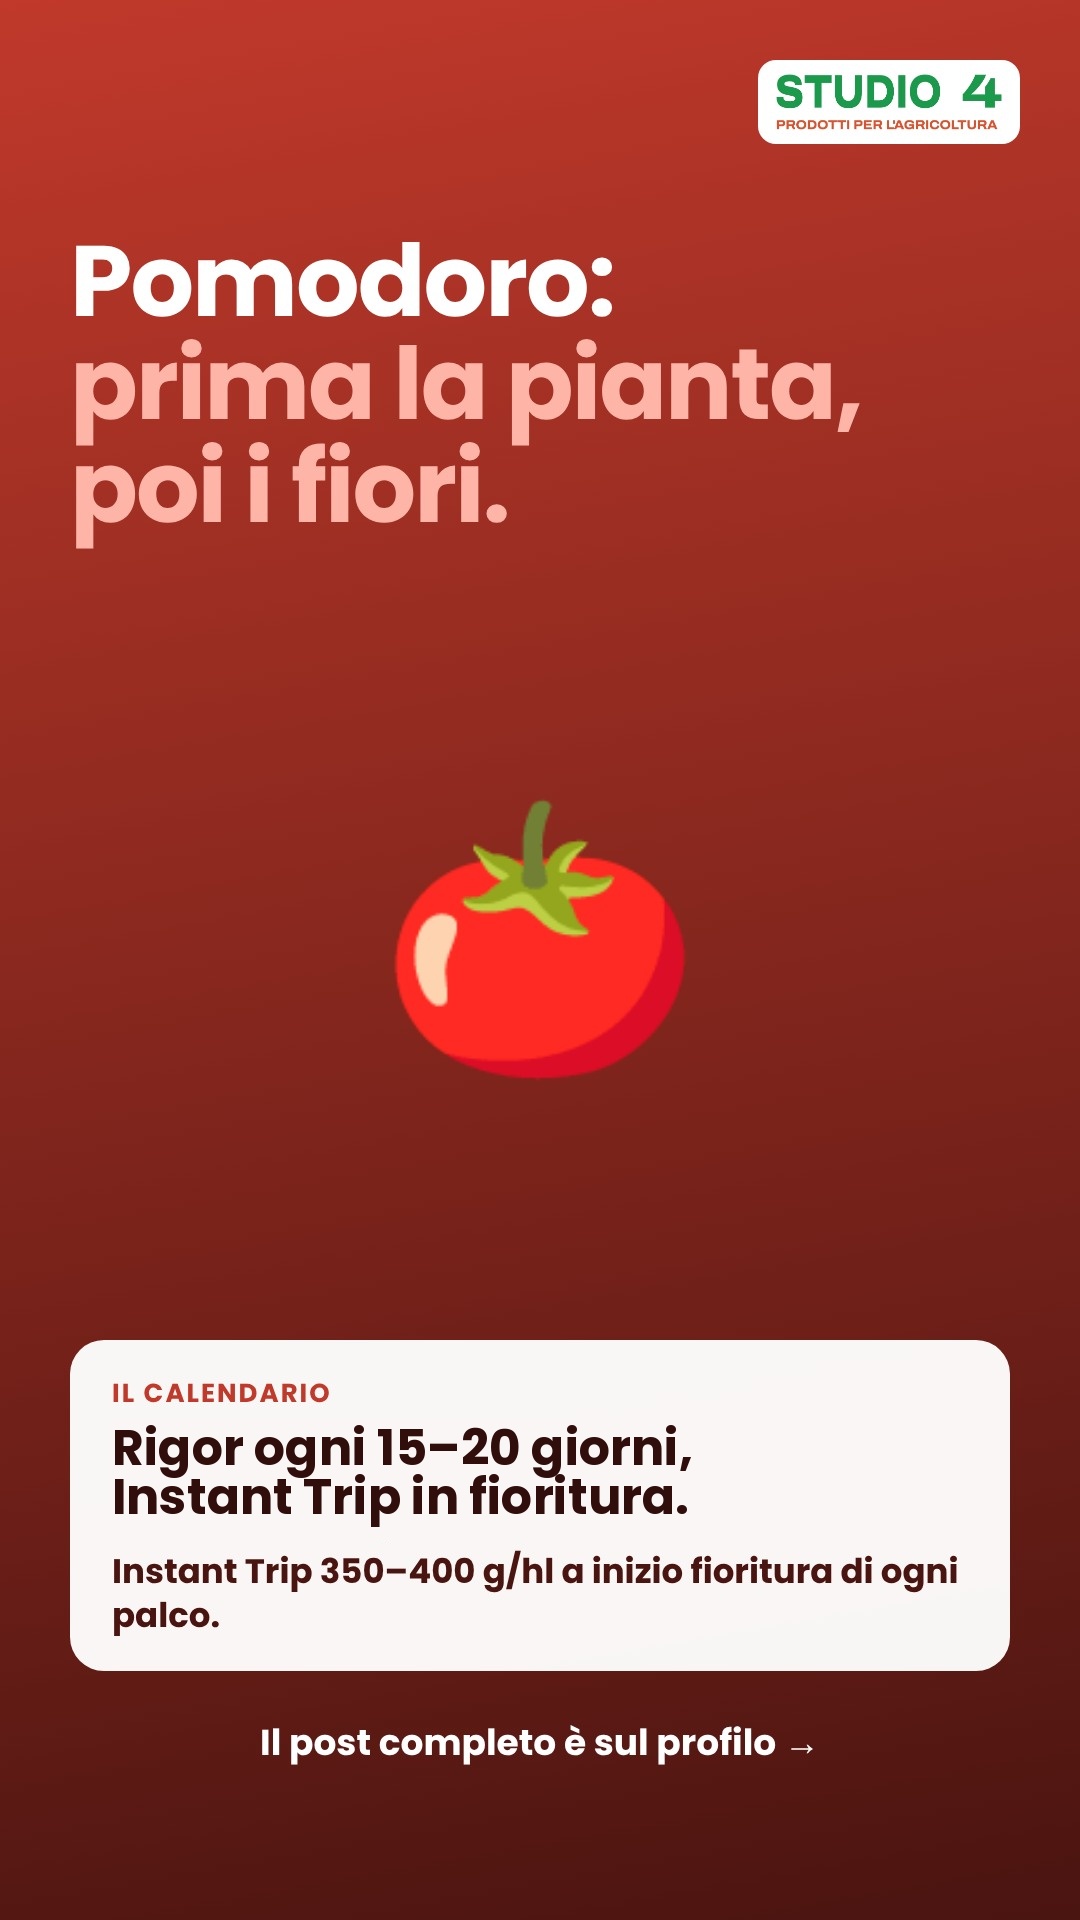 STUDIO 4
PRODOTTI PER L'AGRICOLTURA
Pomodoro:
prima la pianta,
poi i fiori.
IL CALENDARIO
Rigor ogni 15–20 giorni,
Instant Trip in fioritura.
Instant Trip 350–400 g/hl a inizio fioritura di ogni
palco.
Il post completo è sul profilo →